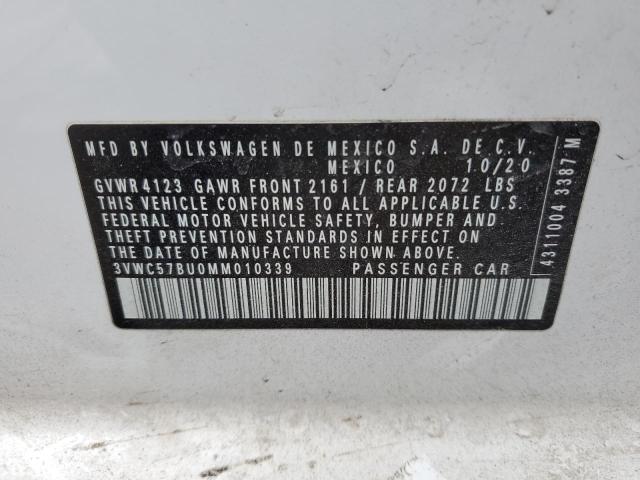 MFD BY VOLKSWAGEN DE MEXICO S.A. DE C.V.
MEXICO 10/20
GVWR 4123 GAWR FRONT 2161 / REAR 2072 LBS
THIS VEHICLE CONFORMS TO ALL APPLICABLE U.S.
FEDERAL MOTOR VEHICLE SAFETY, BUMPER AND
THEFT PREVENTION STANDARDS IN EFFECT ON
THE DATE OF MANUFACTURE SHOWN ABOVE.
3VWC57BU0MM010339 PASSENGER CAR
4311004 3387 M